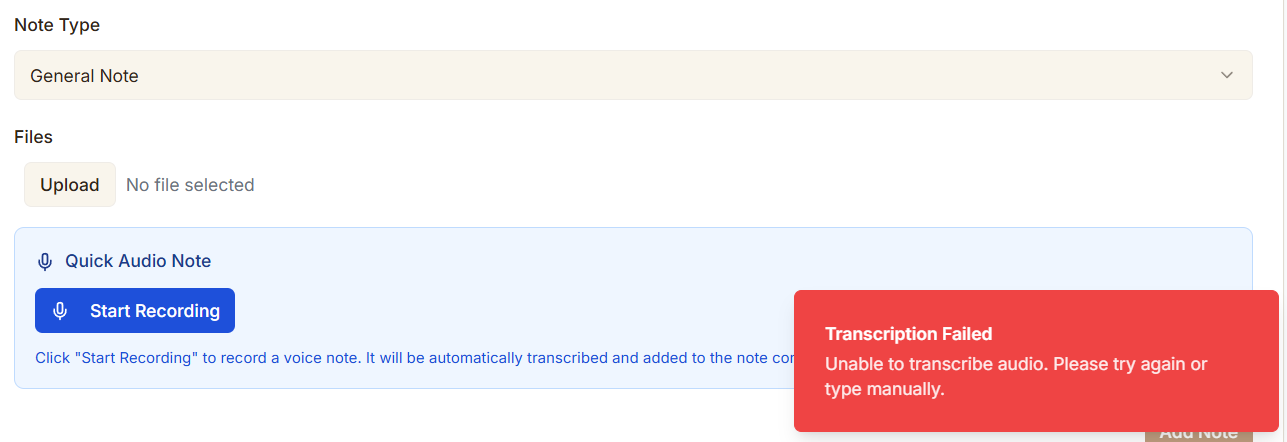 Note Type
General Note
Files
Upload
No file selected
Quick Audio Note
Start Recording
Click "Start Recording" to record a voice note. It will be automatically transcribed and added to the note
Transcription Failed
Unable to transcribe audio. Please try again or
type manually.
Add Note